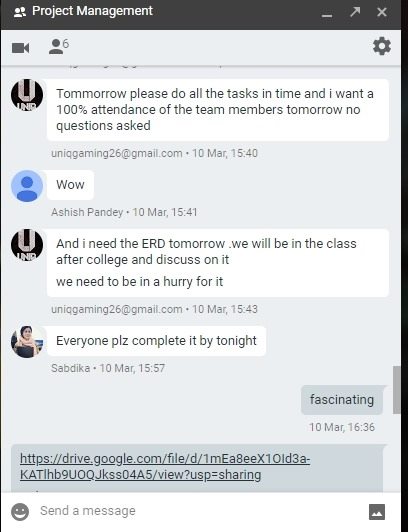 Project Management
6
Tommorrow please do all the tasks in time and i want a
100% attendance of the team members tomorrow no
questions asked
uniqgaming26@gmail.com • 10 Mar, 15:40
Wow
Ashish Pandey • 10 Mar, 15:41
And i need the ERD tomorrow .we will be in the class
after college and discuss on it
we need to be in a hurry for it
uniqgaming26@gmail.com • 10 Mar, 15:43
Everyone plz complete it by tonight
Sabdika • 10 Mar, 15:57
fascinating
10 Mar, 16:36
https://drive.google.com/file/d/1mEa8eeX1OId3a-
KATlhb9UOQJkss04A5/view?usp=sharing
Send a message